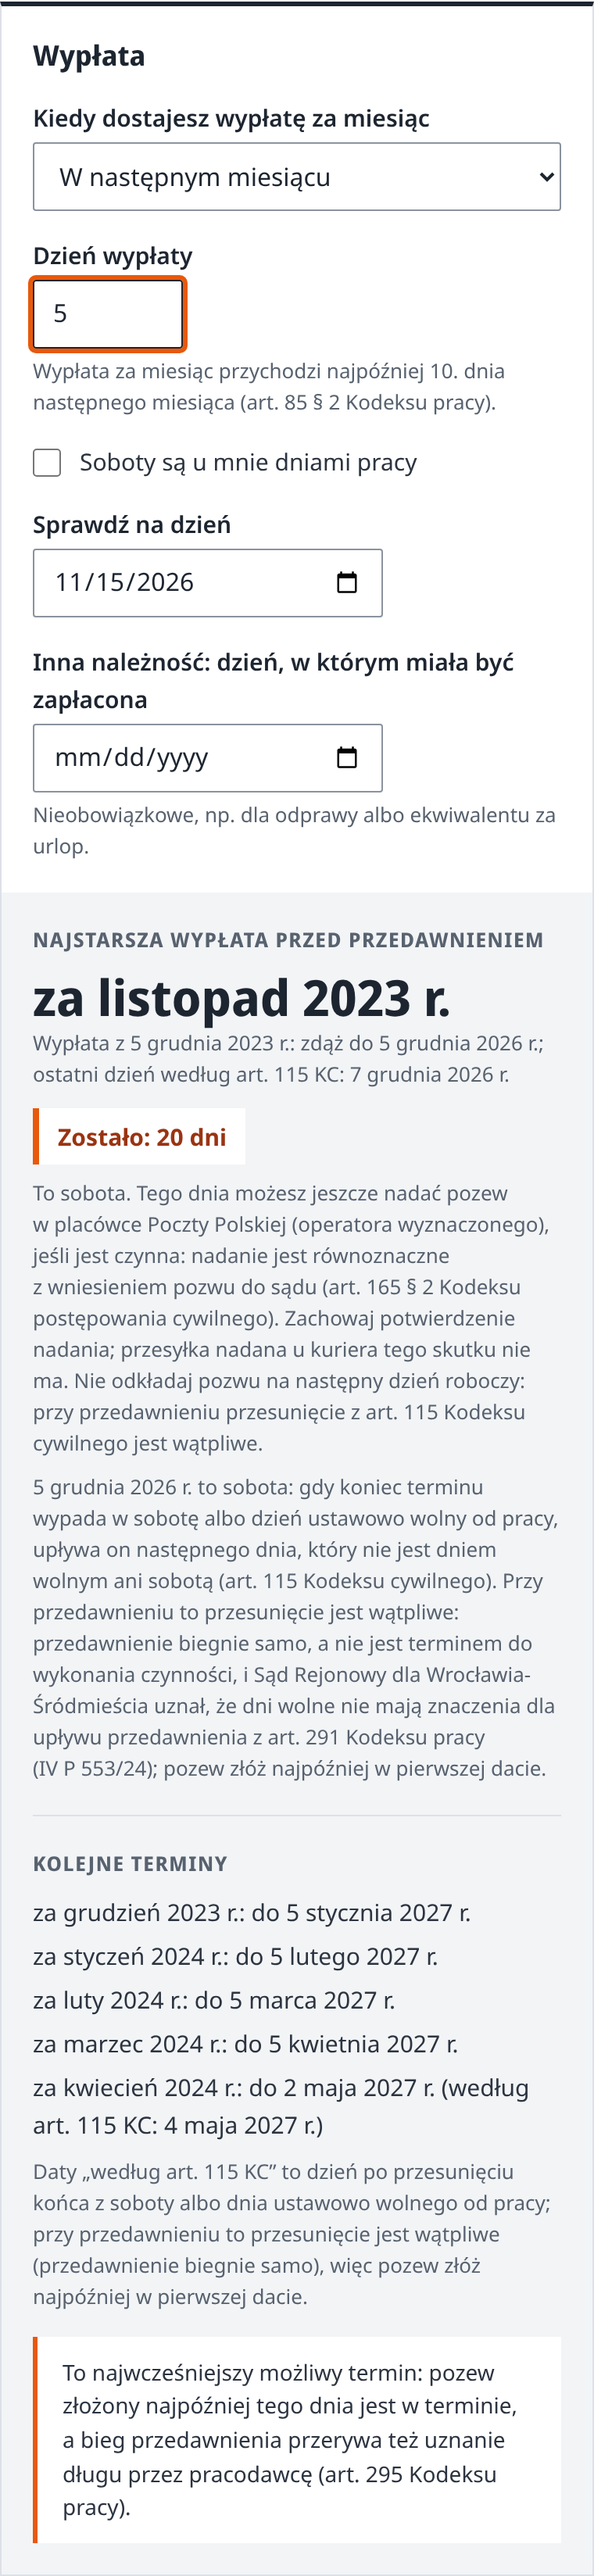 Wypłata
Kiedy dostajesz wypłatę za miesiąc
W następnym miesiącu
Dzień wypłaty
5
Wypłata za miesiąc przychodzi najpóźniej 10. dnia
następnego miesiąca (art. 85 § 2 Kodeksu pracy).
Soboty są u mnie dniami pracy
Sprawdź na dzień
11/15/2026
Inna należność: dzień, w którym miała być
zapłacona
mm/dd/yyyy
Nieobowiązkowe, np. dla odprawy albo ekwiwalentu za
urlop.
NAJSTARSZA WYPŁATA PRZED PRZEDAWNIENIEM
za listopad 2023 r.
Wypłata z 5 grudnia 2023 r.: zdąż do 5 grudnia 2026 r.;
ostatni dzień według art. 115 KC: 7 grudnia 2026 r.
Zostało: 20 dni
To sobota. Tego dnia możesz jeszcze nadać pozew
w placówce Poczty Polskiej (operatora wyznaczonego),
jeśli jest czynna: nadanie jest równoznaczne
z wniesieniem pozwu do sądu (art. 165 § 2 Kodeksu
postępowania cywilnego). Zachowaj potwierdzenie
nadania; przesyłka nadana u kuriera tego skutku nie
ma. Nie odkładaj pozwu na następny dzień roboczy:
przy przedawnieniu przesunięcie z art. 115 Kodeksu
cywilnego jest wątpliwe.
5 grudnia 2026 r. to sobota: gdy koniec terminu
wypada w sobotę albo dzień ustawowo wolny od pracy,
upływa on następnego dnia, który nie jest dniem
wolnym ani sobotą (art. 115 Kodeksu cywilnego). Przy
przedawnieniu to przesunięcie jest wątpliwe:
przedawnienie biegnie samo, a nie jest terminem do
wykonania czynności, i Sąd Rejonowy dla Wrocławia-
Śródmieścia uznał, że dni wolne nie mają znaczenia dla
upływu przedawnienia z art. 291 Kodeksu pracy
(IV P 553/24); pozew złóż najpóźniej w pierwszej dacie.
KOLEJNE TERMINY
za grudzień 2023 r.: do 5 stycznia 2027 r.
za styczeń 2024 r.: do 5 lutego 2027 r.
za luty 2024 r.: do 5 marca 2027 r.
za marzec 2024 r.: do 5 kwietnia 2027 r.
za kwiecień 2024 r.: do 2 maja 2027 r. (według
art. 115 KC: 4 maja 2027 r.)
Daty „według art. 115 KC” to dzień po przesunięciu
końca z soboty albo dnia ustawowo wolnego od pracy;
przy przedawnieniu to przesunięcie jest wątpliwe
(przedawnienie biegnie samo), więc pozew złóż
najpóźniej w pierwszej dacie.
To najwcześniejszy możliwy termin: pozew
złożony najpóźniej tego dnia jest w terminie,
a bieg przedawnienia przerywa też uznanie
długu przez pracodawcę (art. 295 Kodeksu
pracy).